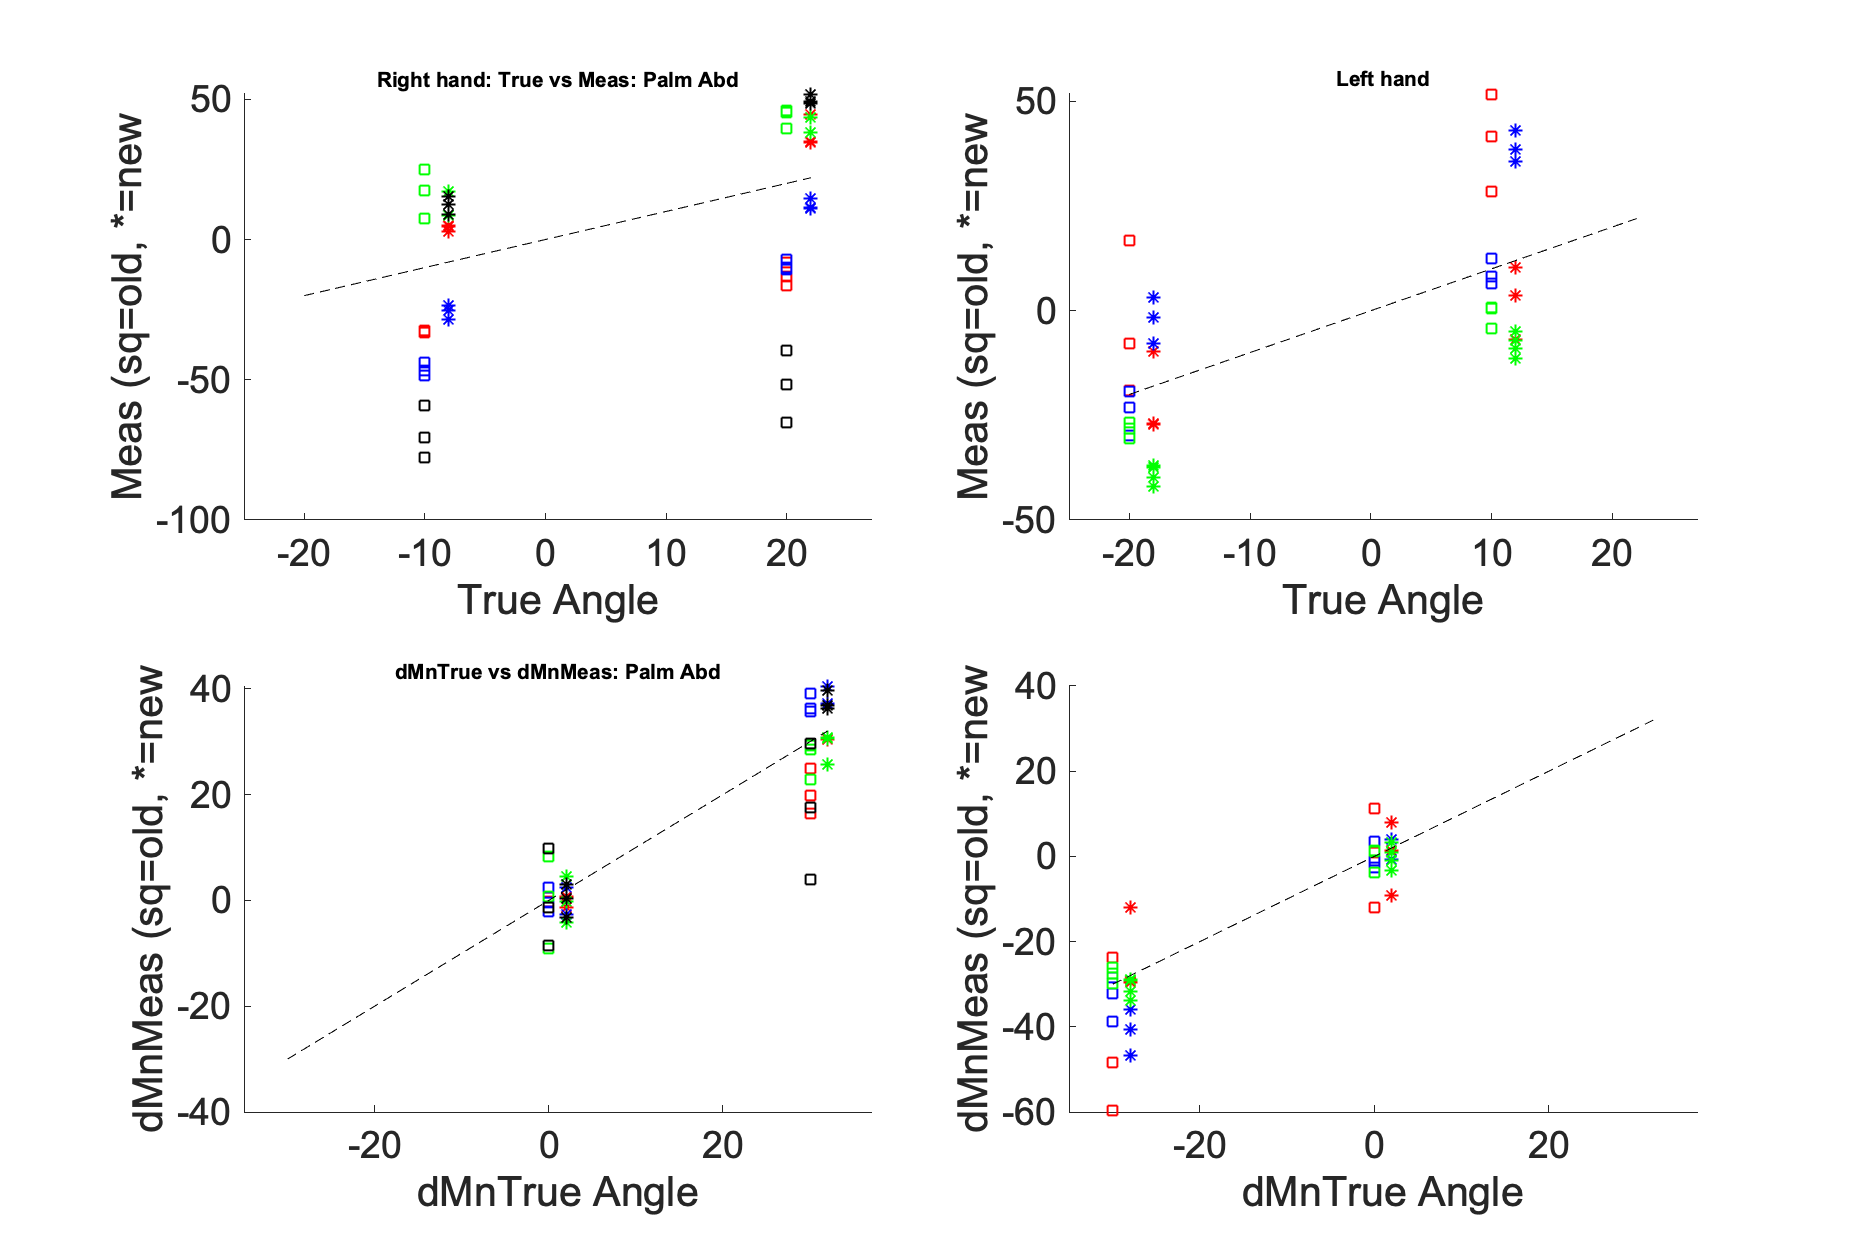 Right hand: True vs Meas: Palm Abd
Meas (sq=old, *=new
50
0
-50
-100
-20 -10 0 10 20
True Angle
Left hand
Meas (sq=old, *=new
50
0
-50
-20 -10 0 10 20
True Angle
dMnTrue vs dMnMeas: Palm Abd
dMnMeas (sq=old, *=new
40
20
0
-20
-40
-20 0 20
dMnTrue Angle
dMnMeas (sq=old, *=new
40
20
0
-20
-40
-60
-20 0 20
dMnTrue Angle